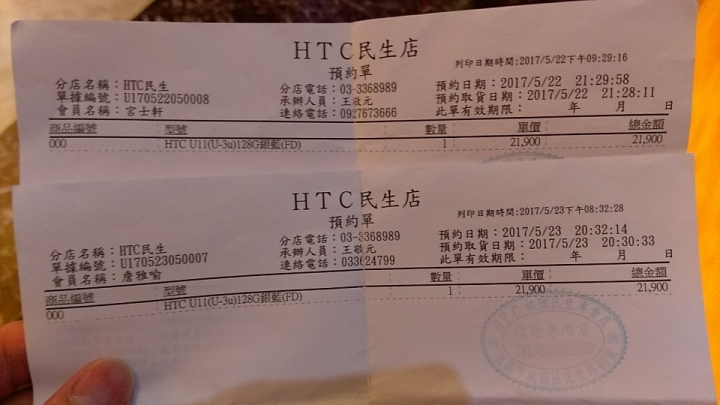 HTC民生店
預約單
列印日期時間:2017/5/22下午09:29:16
分店名稱：HTC民生 分店電話：03-3368989 預約日期：2017/5/22 21:29:58
單據編號：U170522050008 承辦人員：王啟元 預約取貨日期：2017/5/22 21:28:11
會員名稱：宮士軒 連絡電話：0927673666 此單有效期限： 年 月 日
商品編號 型號 數量 單價 總金額
000 HTC U11(U-3u)128G銀藍(FD) 1 21,900 21,900
HTC民生店
預約單
列印日期時間:2017/5/23下午08:32:28
分店名稱：HTC民生 分店電話：03-3368989 預約日期：2017/5/23 20:32:14
單據編號：U170523050007 承辦人員：王啟元 預約取貨日期：2017/5/23 20:30:33
會員名稱：詹雅喻 連絡電話：033624799 此單有效期限： 年 月 日
商品編號 型號 數量 單價 總金額
000 HTC U11(U-3u)128G銀藍(FD) 1 21,900 21,900